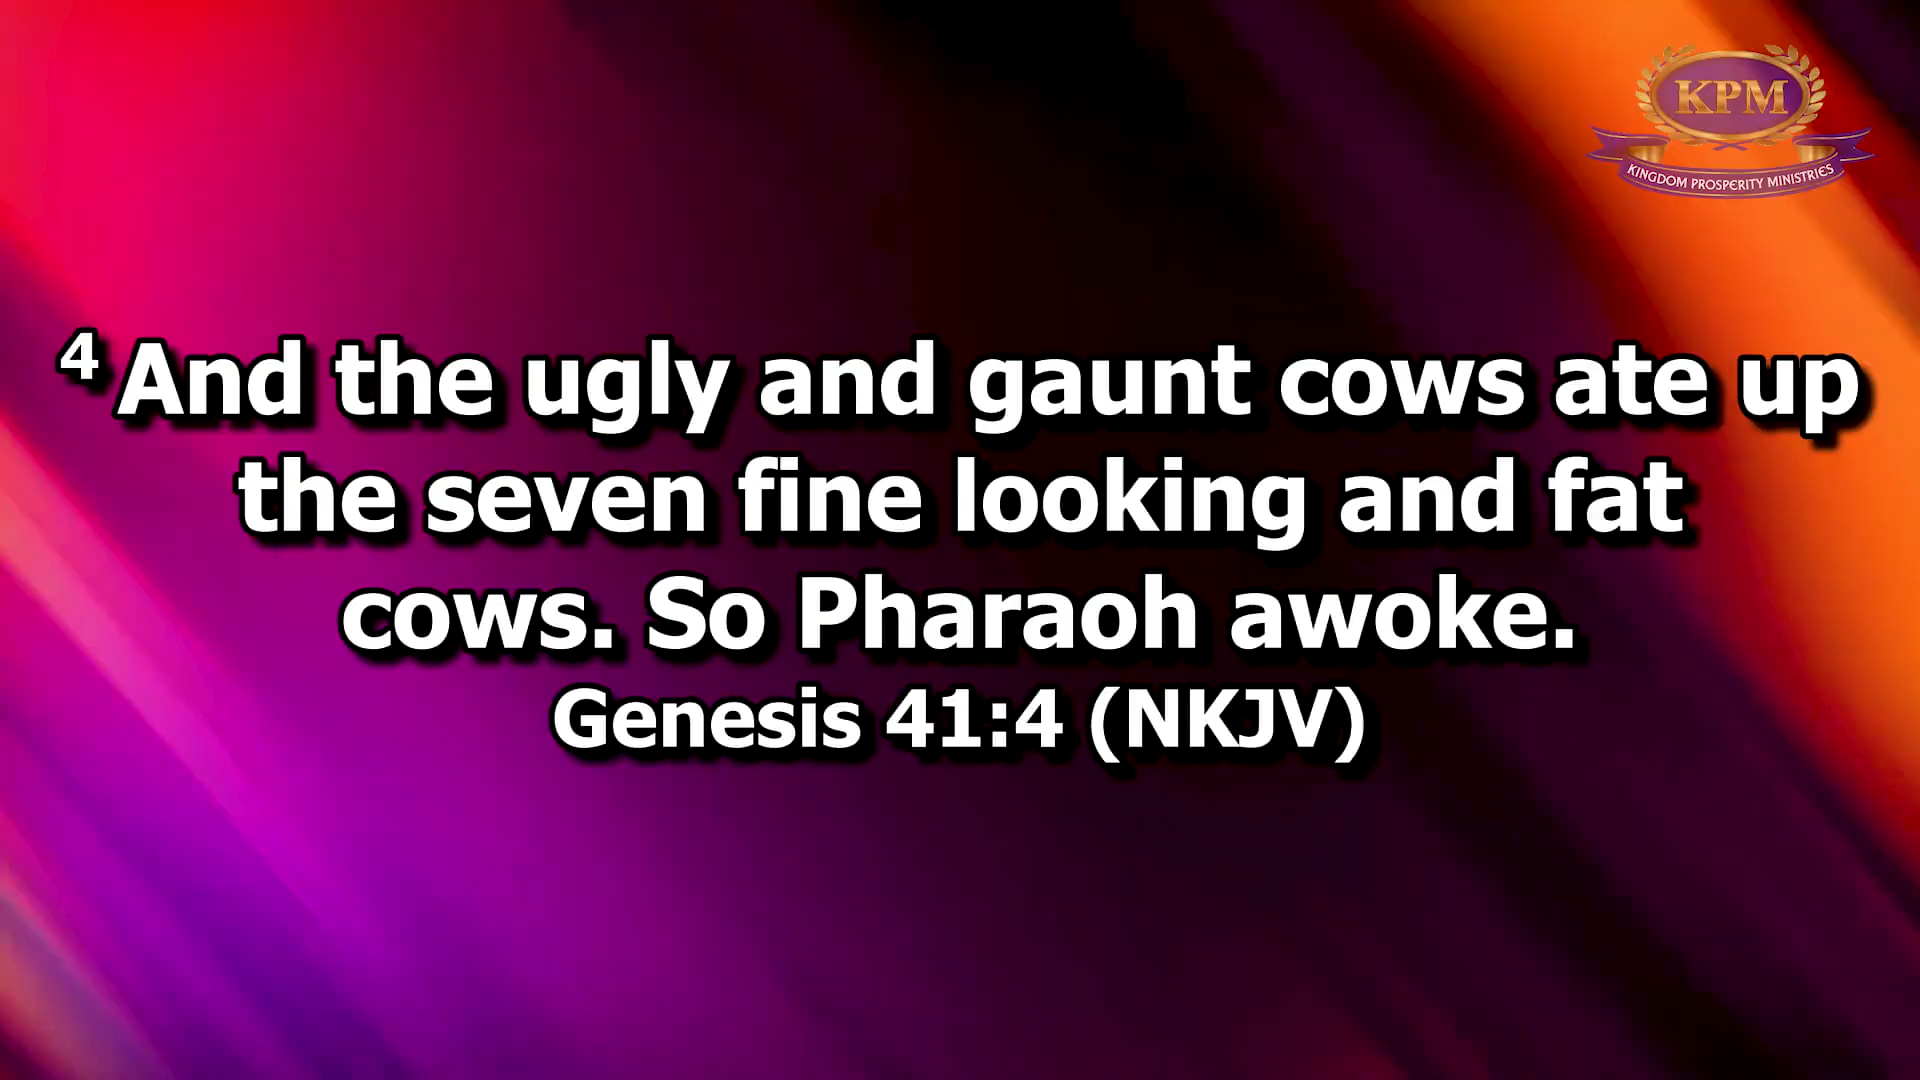 KPM
KINGDOM PROSPERITY MINISTRIES
4 And the ugly and gaunt cows ate up
the seven fine looking and fat
cows. So Pharaoh awoke.
Genesis 41:4 (NKJV)